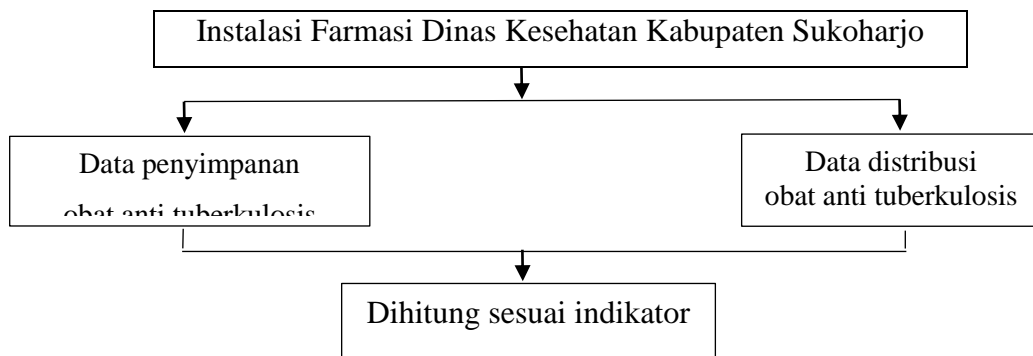 Instalasi Farmasi Dinas Kesehatan Kabupaten Sukoharjo
Data penyimpanan
obat anti tuberkulosis
Data distribusi
obat anti tuberkulosis
Dihitung sesuai indikator